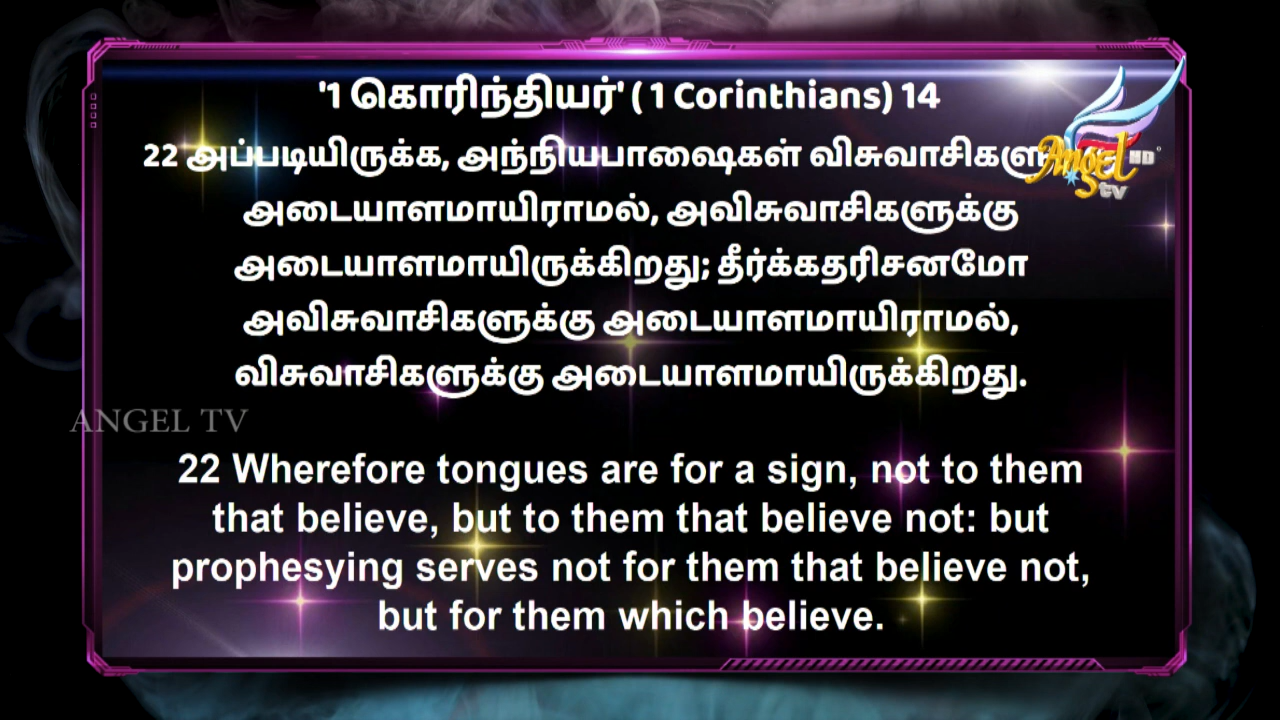 '1 கொரிந்தியர்' ( 1 Corinthians) 14
22 அப்படியிருக்க, அந்நியபாஷைகள்
அடையாளமாயிராமல், அவிசுவாசிகளுக்கு
அடையாளமாயிருக்கிறது; தீர்க்கதரிசனமோ
அவிசுவாசிகளுக்கு அடையாளமாயிராமல்,
விசுவாசிகளுக்கு அடையாளமாயிருக்கிறது.
Angel HD
tv
ANGEL TV
22 Wherefore tongues are for a sign, not to them
that believe, but to them that believe not: but
prophesying serves not for them that believe not,
but for them which believe.